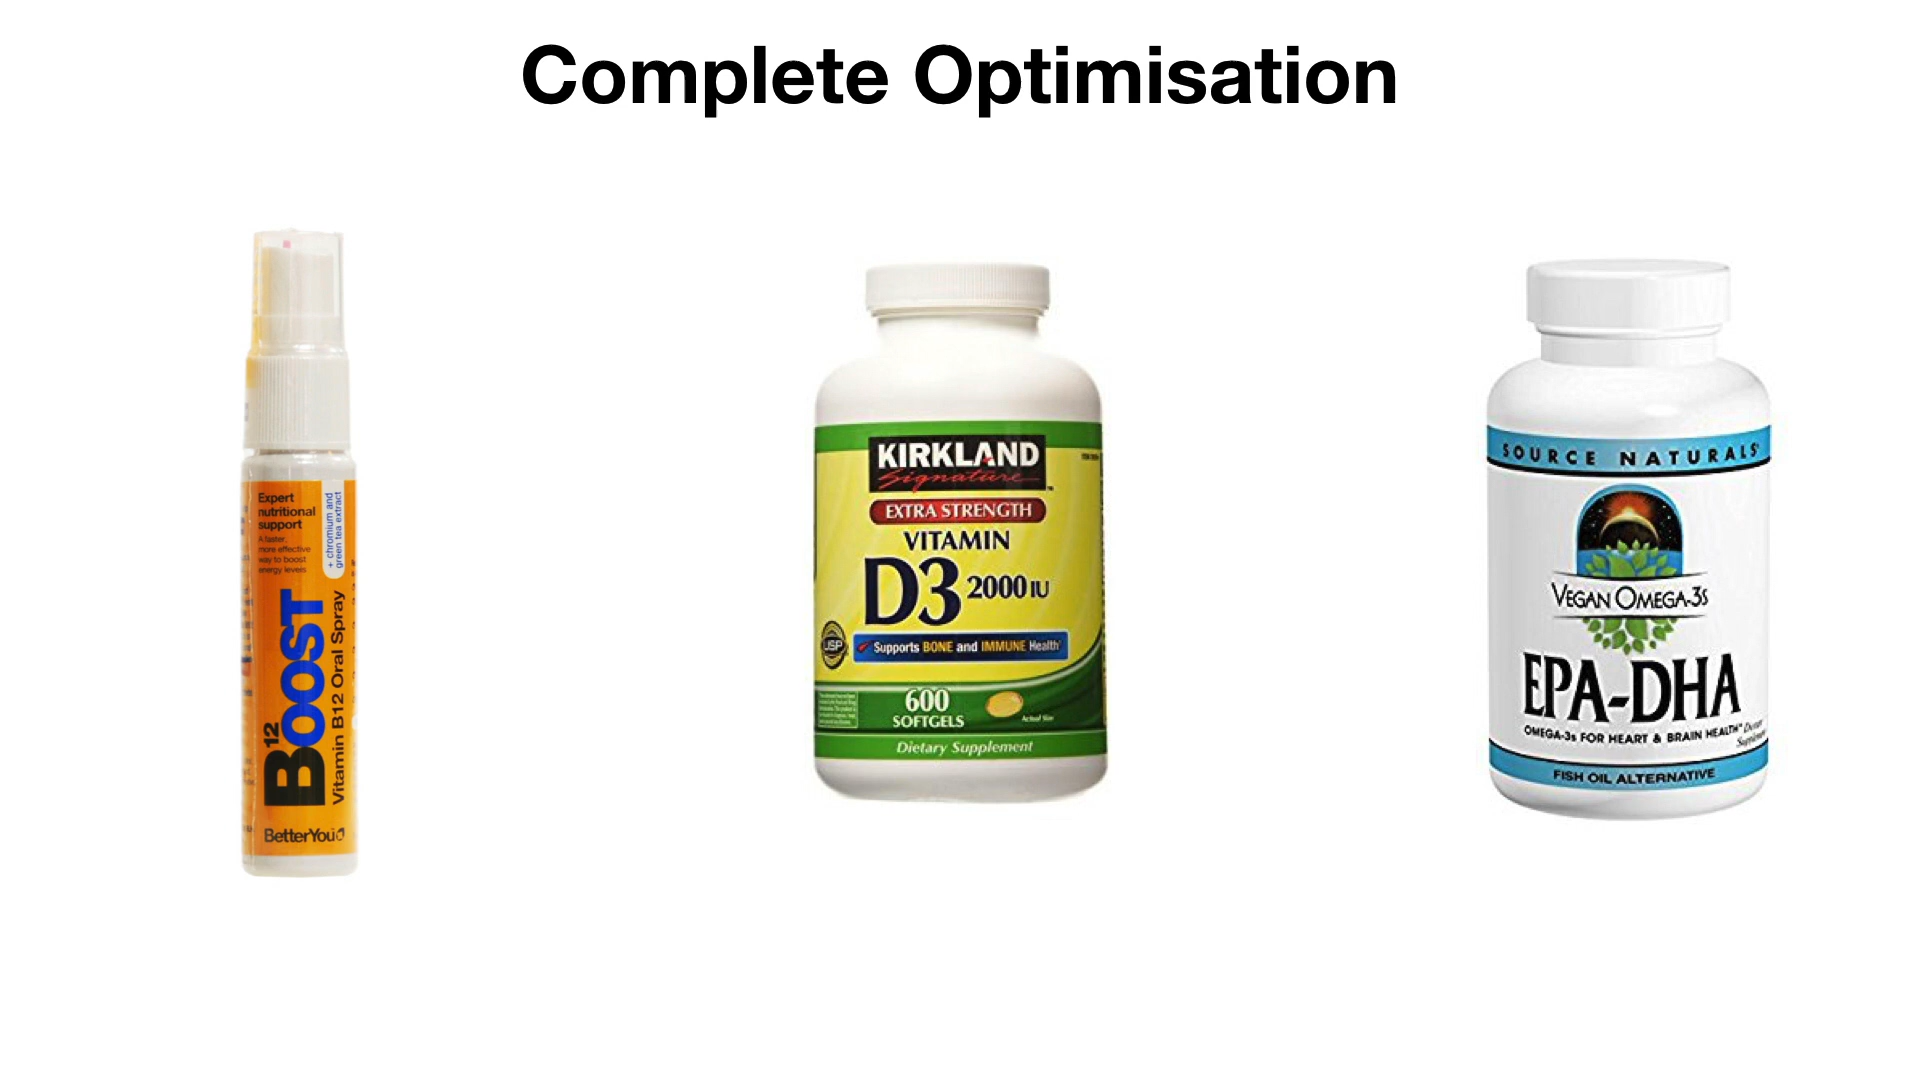 Complete Optimisation
Expert
nutritional
support
A faster,
more effective
way to boost
energy levels
+ chromium and
green tea extract
B12 BOOST
Vitamin B12 Oral Spray
BetterYou
KIRKLAND
Signature
EXTRA STRENGTH
VITAMIN
D3 2000 IU
USP
Supports BONE and IMMUNE Health
600
SOFTGELS
Actual Size
Dietary Supplement
SOURCE NATURALS
VEGAN OMEGA-3s
EPA-DHA
OMEGA-3s FOR HEART & BRAIN HEALTH™ Dietary
Supplement
FISH OIL ALTERNATIVE